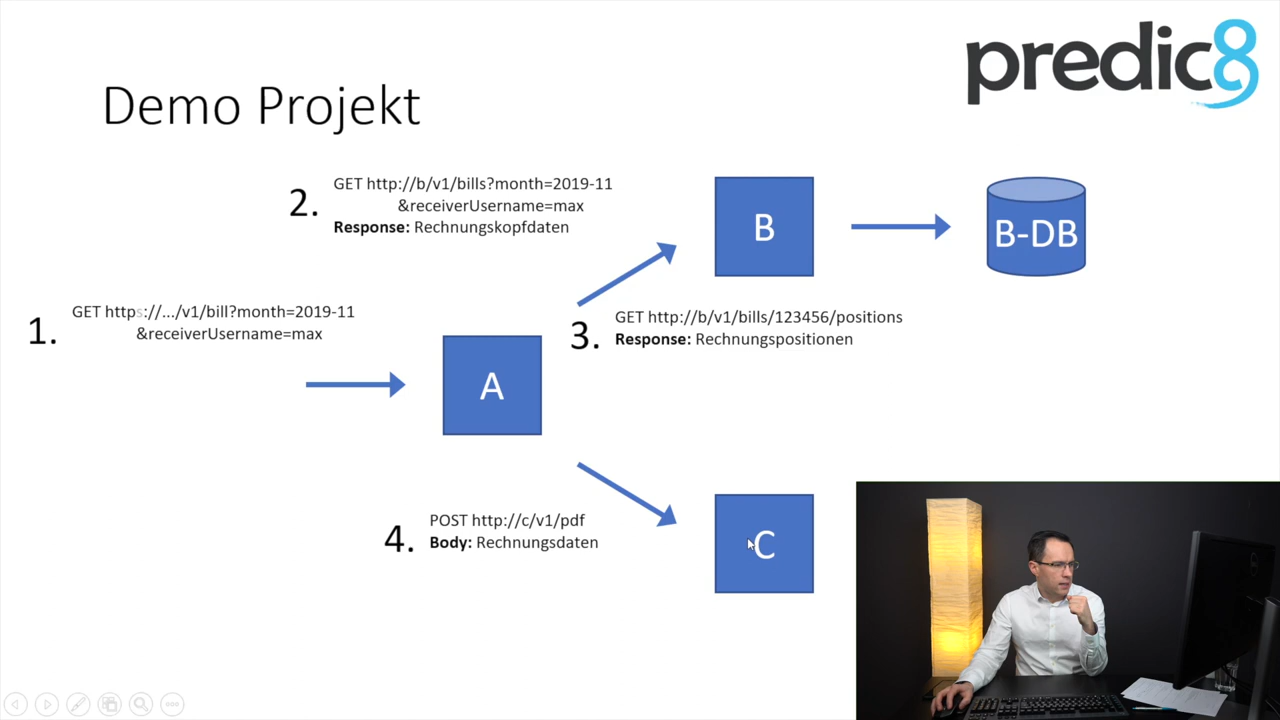 predic8
Demo Projekt
2.
GET http://b/v1/bills?month=2019-11
&receiverUsername=max
Response: Rechnungskopfdaten
B
B-DB
1.
GET https://.../v1/bill?month=2019-11
&receiverUsername=max
3.
GET http://b/v1/bills/123456/positions
Response: Rechnungspositionen
A
4.
POST http://c/v1/pdf
Body: Rechnungsdaten
C